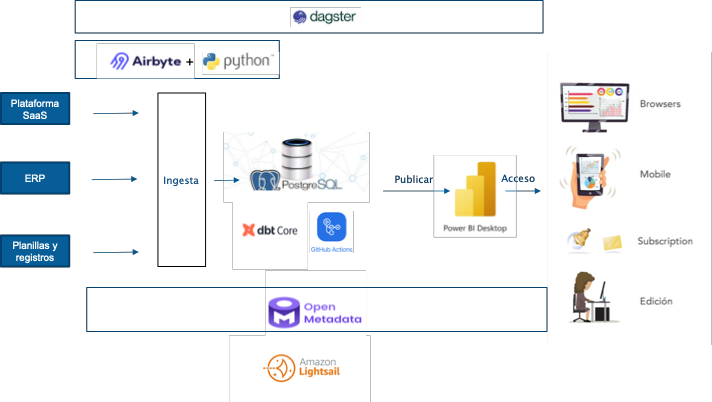 dagster
Airbyte + python™
Plataforma
SaaS
ERP
Planillas y
registros
Ingesta
PostgreSQL
dbt Core
GitHub Actions
Publicar
Power BI Desktop
Acceso
Browsers
Mobile
Subscription
Edición
Open
Metadata
Amazon
Lightsail